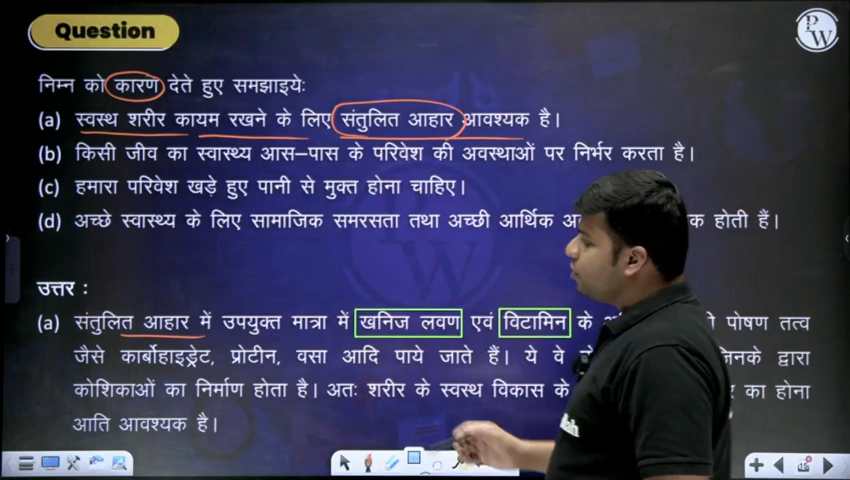 Question
PW
निम्न को कारण देते हुए समझाइयेः
(a) स्वस्थ शरीर कायम रखने के लिए संतुलित आहार आवश्यक है।
(b) किसी जीव का स्वास्थ्य आस–पास के परिवेश की अवस्थाओं पर निर्भर करता है।
(c) हमारा परिवेश खड़े हुए पानी से मुक्त होना चाहिए।
(d) अच्छे स्वास्थ्य के लिए सामाजिक समरसता तथा अच्छी आर्थिक होती हैं।
उत्तर :
(a) संतुलित आहार में उपयुक्त मात्रा में खनिज लवण एवं विटामिन के पोषण तत्व
जैसे कार्बोहाइड्रेट, प्रोटीन, वसा आदि पाये जाते हैं। ये वे जिनके द्वारा
कोशिकाओं का निर्माण होता है। अतः शरीर के स्वस्थ विकास के का होना
आति आवश्यक है।